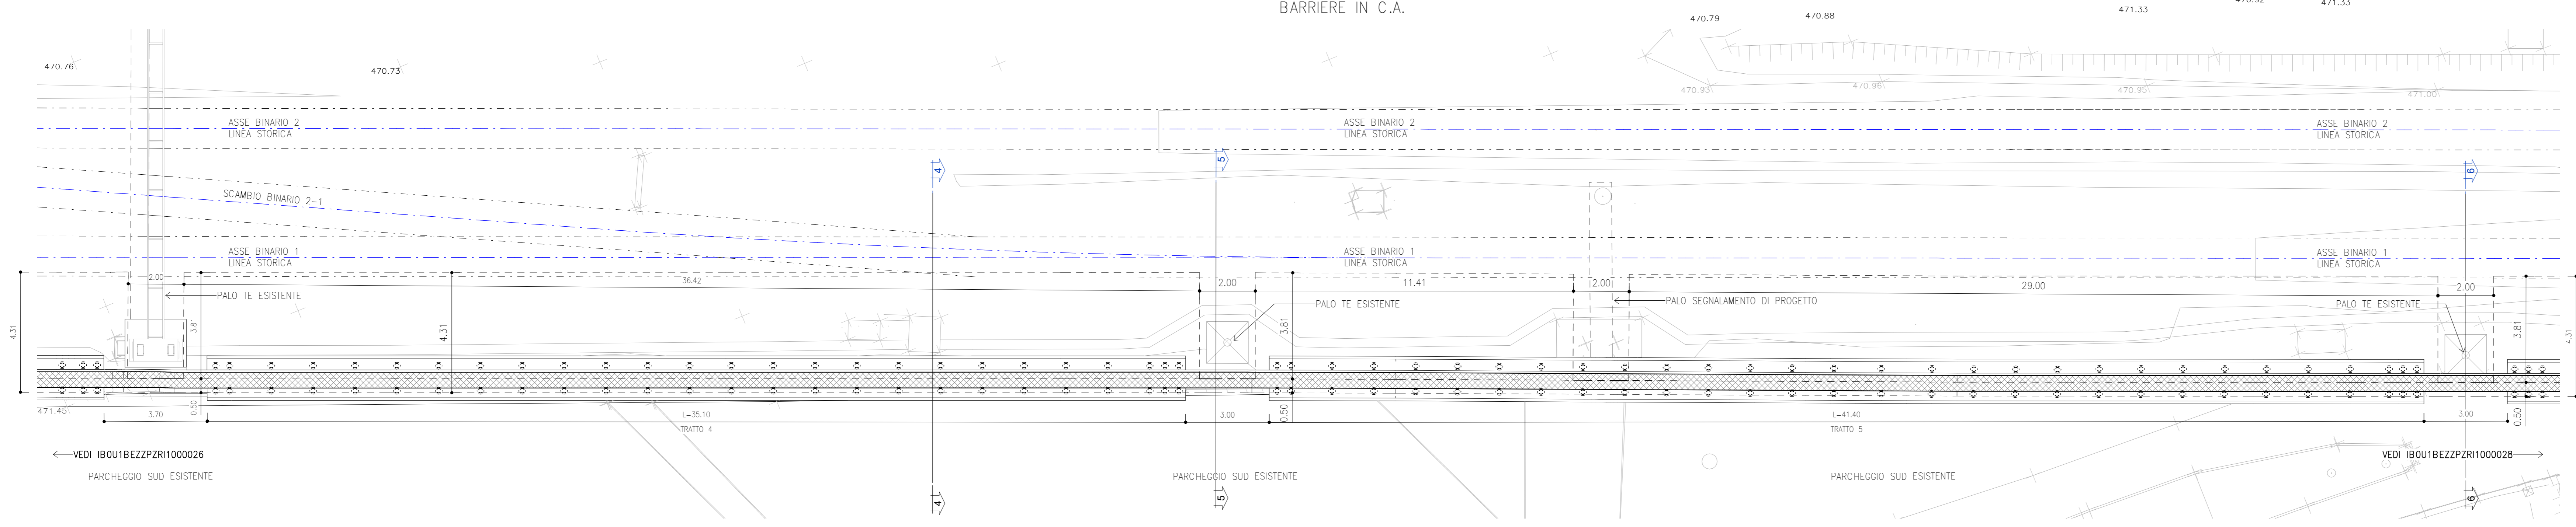 BARRIERE IN C.A.
470.79
470.88
471.33
470.92
471.33
470.76
470.73
470.93
470.96
470.95
471.00
ASSE BINARIO 2
LINEA STORICA
ASSE BINARIO 2
LINEA STORICA
ASSE BINARIO 2
LINEA STORICA
4
5
6
SCAMBIO BINARIO 2-1
ASSE BINARIO 1
LINEA STORICA
ASSE BINARIO 1
LINEA STORICA
ASSE BINARIO 1
LINEA STORICA
2.00
36.42
2.00
11.41
2.00
29.00
2.00
PALO TE ESISTENTE
PALO TE ESISTENTE
PALO SEGNALAMENTO DI PROGETTO
PALO TE ESISTENTE
4.31
3.81
4.31
3.81
3.81
4.31
471.45
3.70
0.50
L=35.10
TRATTO 4
3.00
0.50
L=41.40
TRATTO 5
3.00
0.50
VEDI IB0U1BEZZPZRI1000026
VEDI IB0U1BEZZPZRI1000028
PARCHEGGIO SUD ESISTENTE
PARCHEGGIO SUD ESISTENTE
PARCHEGGIO SUD ESISTENTE
4
5
6